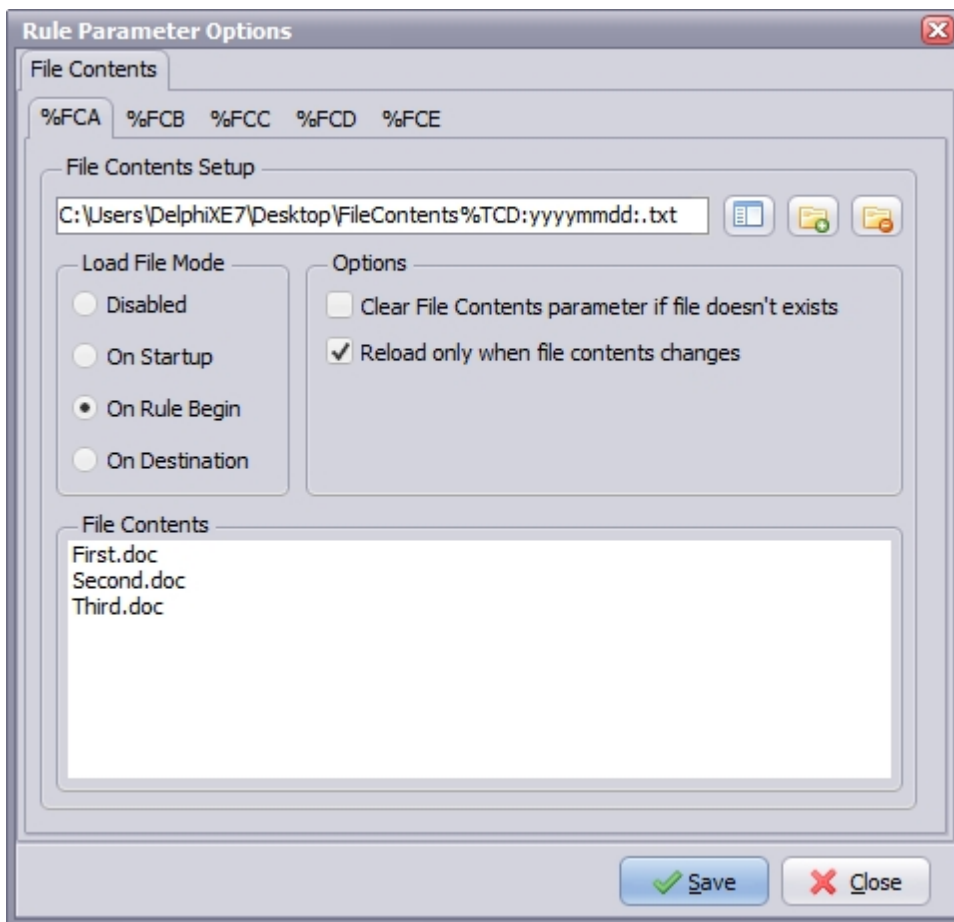 Rule Parameter Options
File Contents
%FCA %FCB %FCC %FCD %FCE
File Contents Setup
C:\Users\DelphiXE7\Desktop\FileContents%TCD:yyyymmdd:.txt
Load File Mode
Disabled
On Startup
On Rule Begin
On Destination
Options
Clear File Contents parameter if file doesn't exists
Reload only when file contents changes
File Contents
First.doc
Second.doc
Third.doc
Save Close